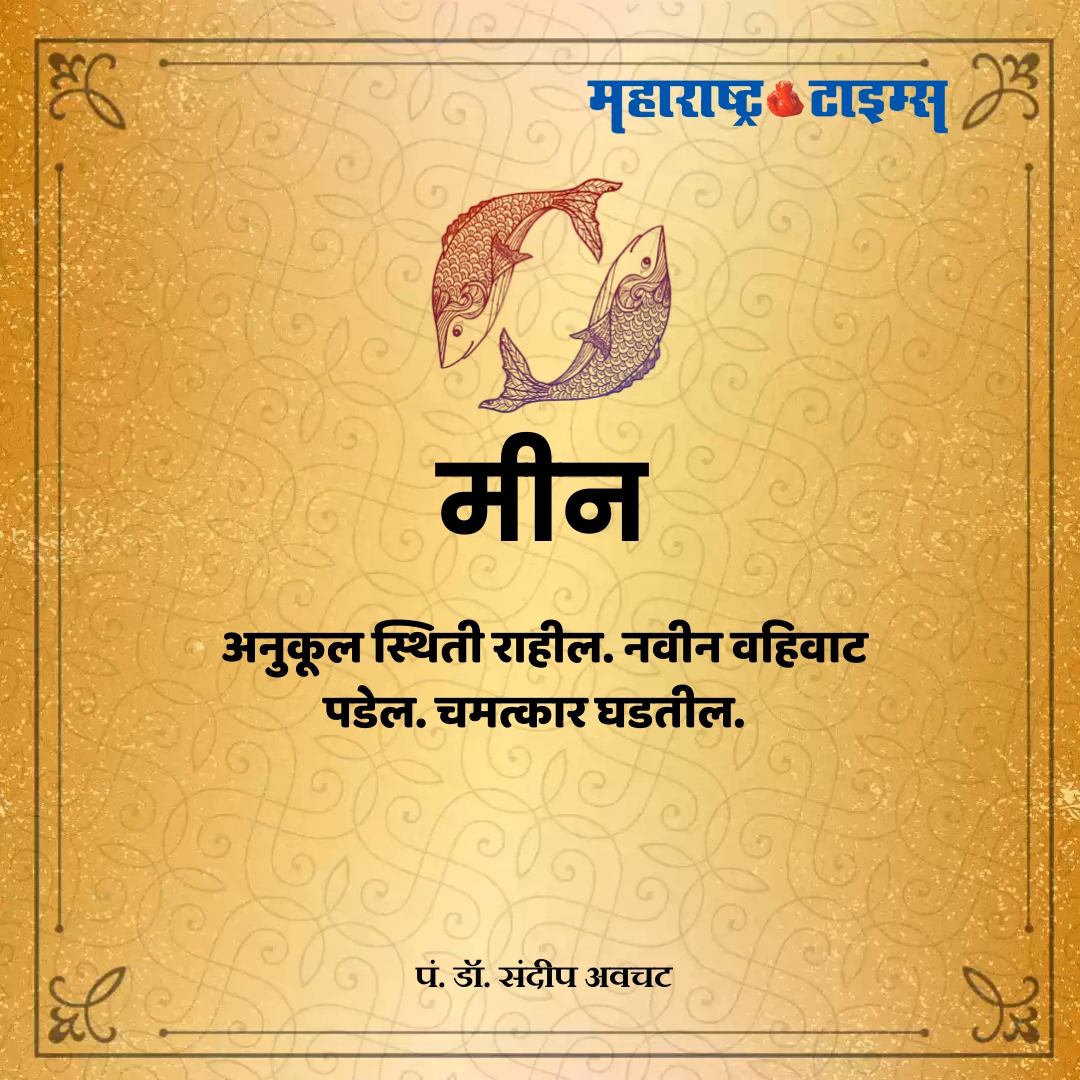 महाराष्ट्र टाइम्स
मीन
अनुकूल स्थिती राहील. नवीन वहिवाट
पडेल. चमत्कार घडतील.
पं. डॉ. संदीप अवचट